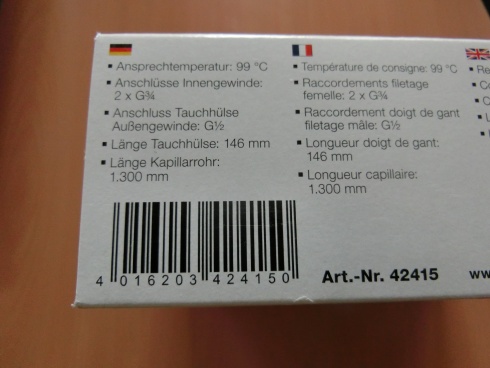 Ansprechtemperatur: 99 °C
Anschlüsse Innengewinde:
2 x G¾
Anschluss Tauchhülse
Außengewinde: G½
Länge Tauchhülse: 146 mm
Länge Kapillarrohr:
1.300 mm
Température de consigne: 99 °C
Raccordements filetage
femelle: 2 x G¾
Raccordement doigt de gant
filetage mâle: G½
Longueur doigt de gant:
146 mm
Longueur capillaire:
1.300 mm
4 016203 424150
Art.-Nr. 42415